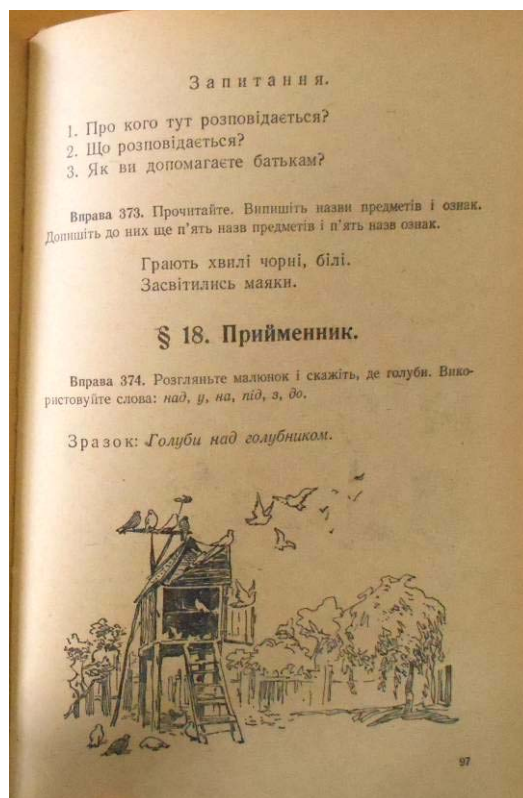 Запитання.
1. Про кого тут розповідається?
2. Що розповідається?
3. Як ви допомагаєте батькам?
Вправа 373. Прочитайте. Випишіть назви предметів і ознак.
Допишіть до них ще п'ять назв предметів і п'ять назв ознак.
Грають хвилі чорні, білі.
Засвітились маяки.
§ 18. Прийменник.
Вправа 374. Розгляньте малюнок і скажіть, де голуби. Вико-
ристовуйте слова: над, у, на, під, з, до.
Зразок: Голуби над голубником.
97